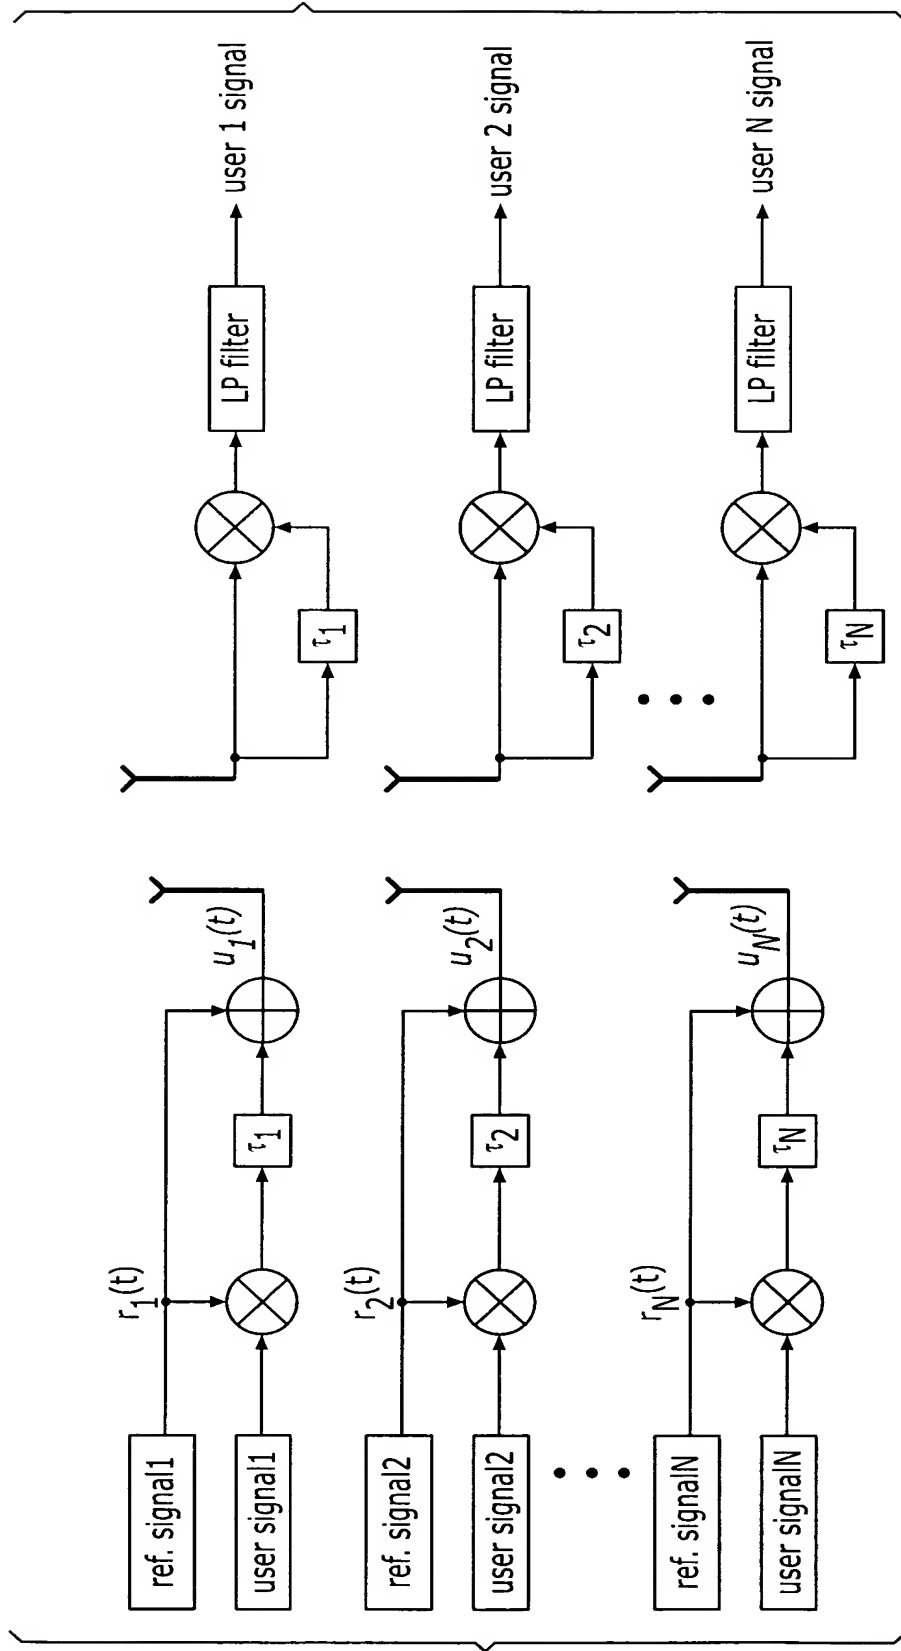 ref. signal1
r1(t)
user signal1
τ1
u1(t)
ref. signal2
r2(t)
user signal2
τ2
u2(t)
ref. signalN
rN(t)
user signalN
τN
uN(t)
τ1
LP filter
user 1 signal
τ2
LP filter
user 2 signal
τN
LP filter
user N signal